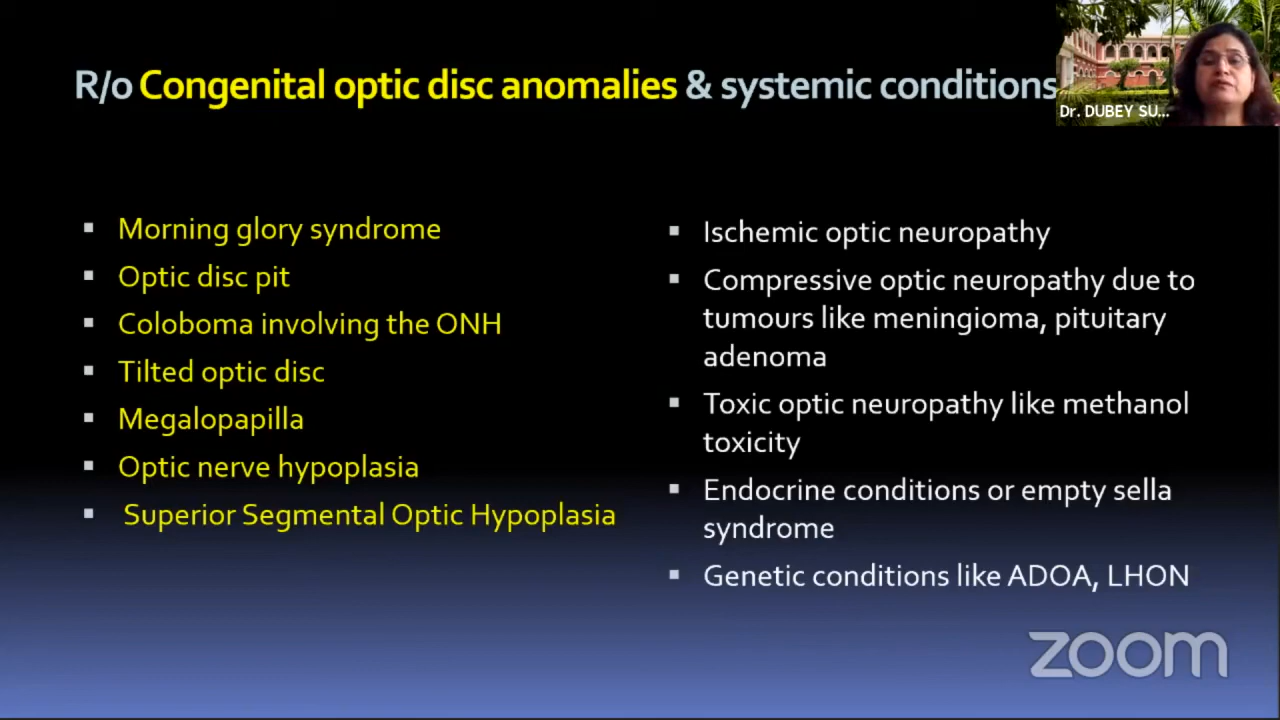 R/o Congenital optic disc anomalies & systemic conditions
Dr. DUBEY SU...
▪ Morning glory syndrome
▪ Optic disc pit
▪ Coloboma involving the ONH
▪ Tilted optic disc
▪ Megalopapilla
▪ Optic nerve hypoplasia
▪ Superior Segmental Optic Hypoplasia
▪ Ischemic optic neuropathy
▪ Compressive optic neuropathy due to
tumours like meningioma, pituitary
adenoma
▪ Toxic optic neuropathy like methanol
toxicity
▪ Endocrine conditions or empty sella
syndrome
▪ Genetic conditions like ADOA, LHON
zoom